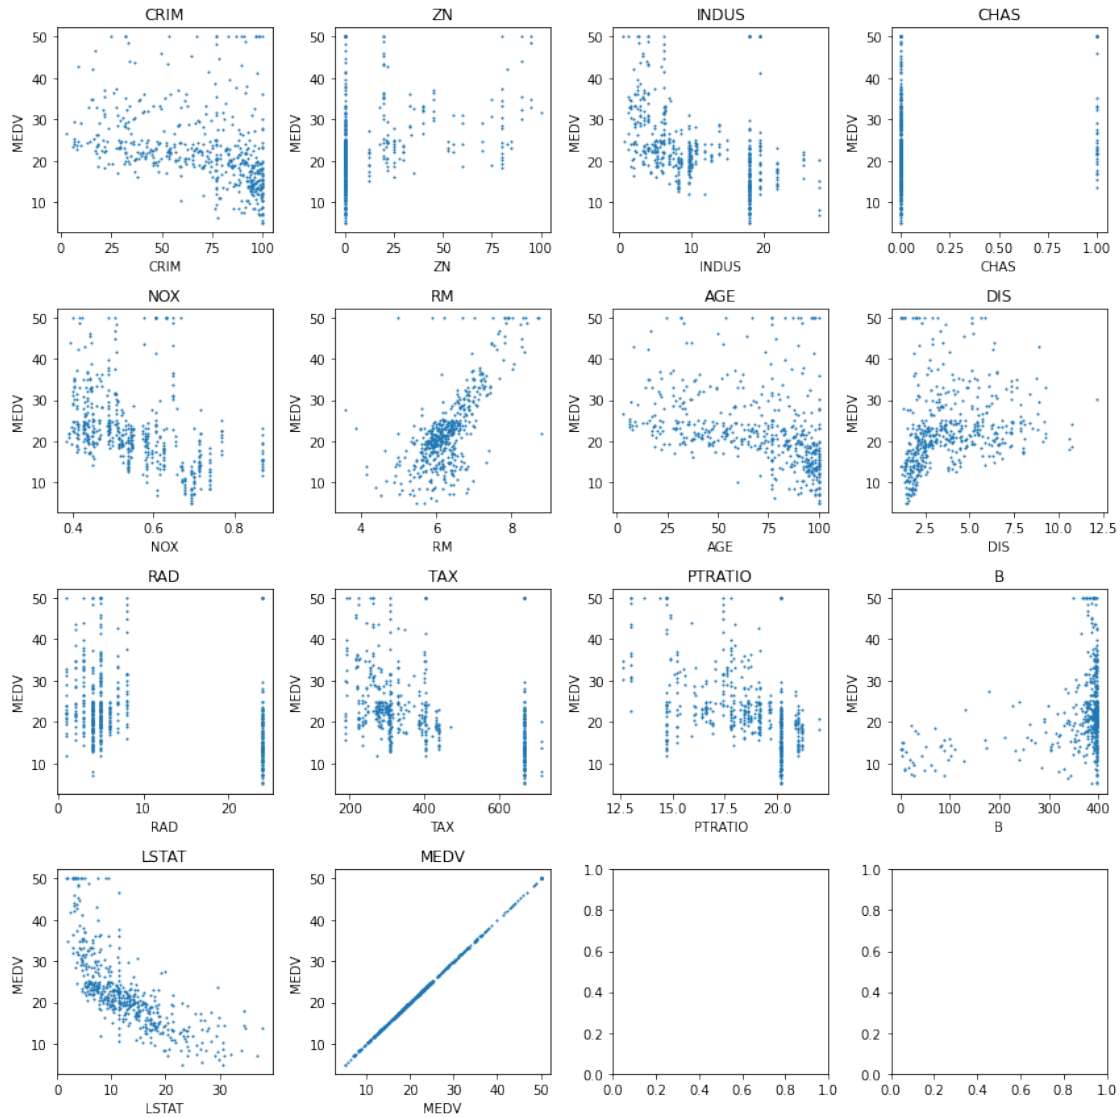 CRIM ZN INDUS CHAS
50 50 50 50
40 40 40 40
MEDV MEDV MEDV MEDV
30 30 30 30
20 20 20 20
10 10 10 10
0 25 50 75 100 0 25 50 75 100 0 10 20 0.00 0.25 0.50 0.75 1.00
CRIM ZN INDUS CHAS
NOX RM AGE DIS
50 50 50 50
40 40 40 40
MEDV MEDV MEDV MEDV
30 30 30 30
20 20 20 20
10 10 10 10
0.4 0.6 0.8 4 6 8 0 25 50 75 100 2.5 5.0 7.5 10.0 12.5
NOX RM AGE DIS
RAD TAX PTRATIO B
50 50 50 50
40 40 40 40
MEDV MEDV MEDV MEDV
30 30 30 30
20 20 20 20
10 10 10 10
0 10 20 200 400 600 12.5 15.0 17.5 20.0 0 100 200 300 400
RAD TAX PTRATIO B
LSTAT MEDV
50 50 1.0 1.0
40 40 0.8 0.8
MEDV MEDV
30 30 0.6 0.6
20 20 0.4 0.4
10 10 0.2 0.2
0.0 0.0
0 10 20 30 10 20 30 40 50 0.0 0.2 0.4 0.6 0.8 1.0 0.0 0.2 0.4 0.6 0.8 1.0
LSTAT MEDV